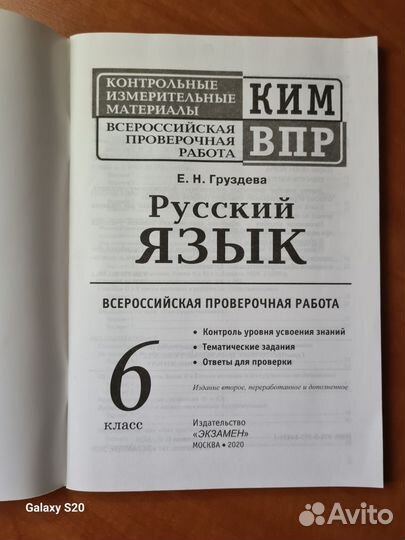 КОНТРОЛЬНЫЕ
ИЗМЕРИТЕЛЬНЫЕ
МАТЕРИАЛЫ
КИМ
ВСЕРОССИЙСКАЯ
ПРОВЕРОЧНАЯ
РАБОТА
ВПР
Е. Н. Груздева
Русский
ЯЗЫК
ВСЕРОССИЙСКАЯ ПРОВЕРОЧНАЯ РАБОТА
• Контроль уровня усвоения знаний
• Тематические задания
• Ответы для проверки
6
класс
Издание второе, переработанное и дополненное
Издательство
«ЭКЗАМЕН»
МОСКВА • 2020
Galaxy S20
Avito